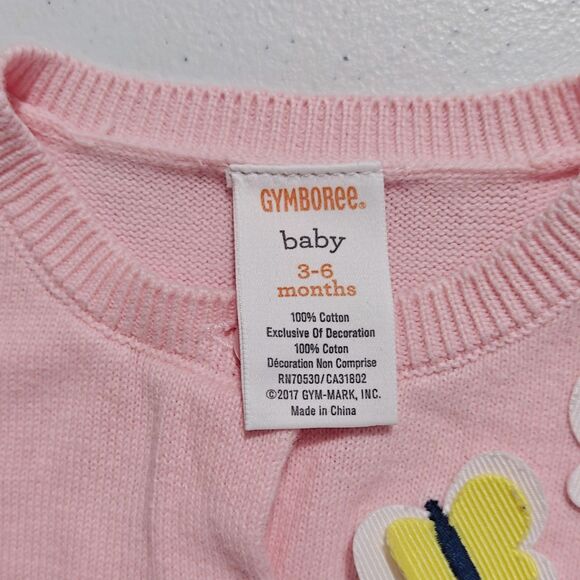 GYMBOREE®
baby
3-6
months
100% Cotton
Exclusive Of Decoration
100% Coton
Décoration Non Comprise
RN70530/CA31802
©2017 GYM-MARK, INC.
Made in China